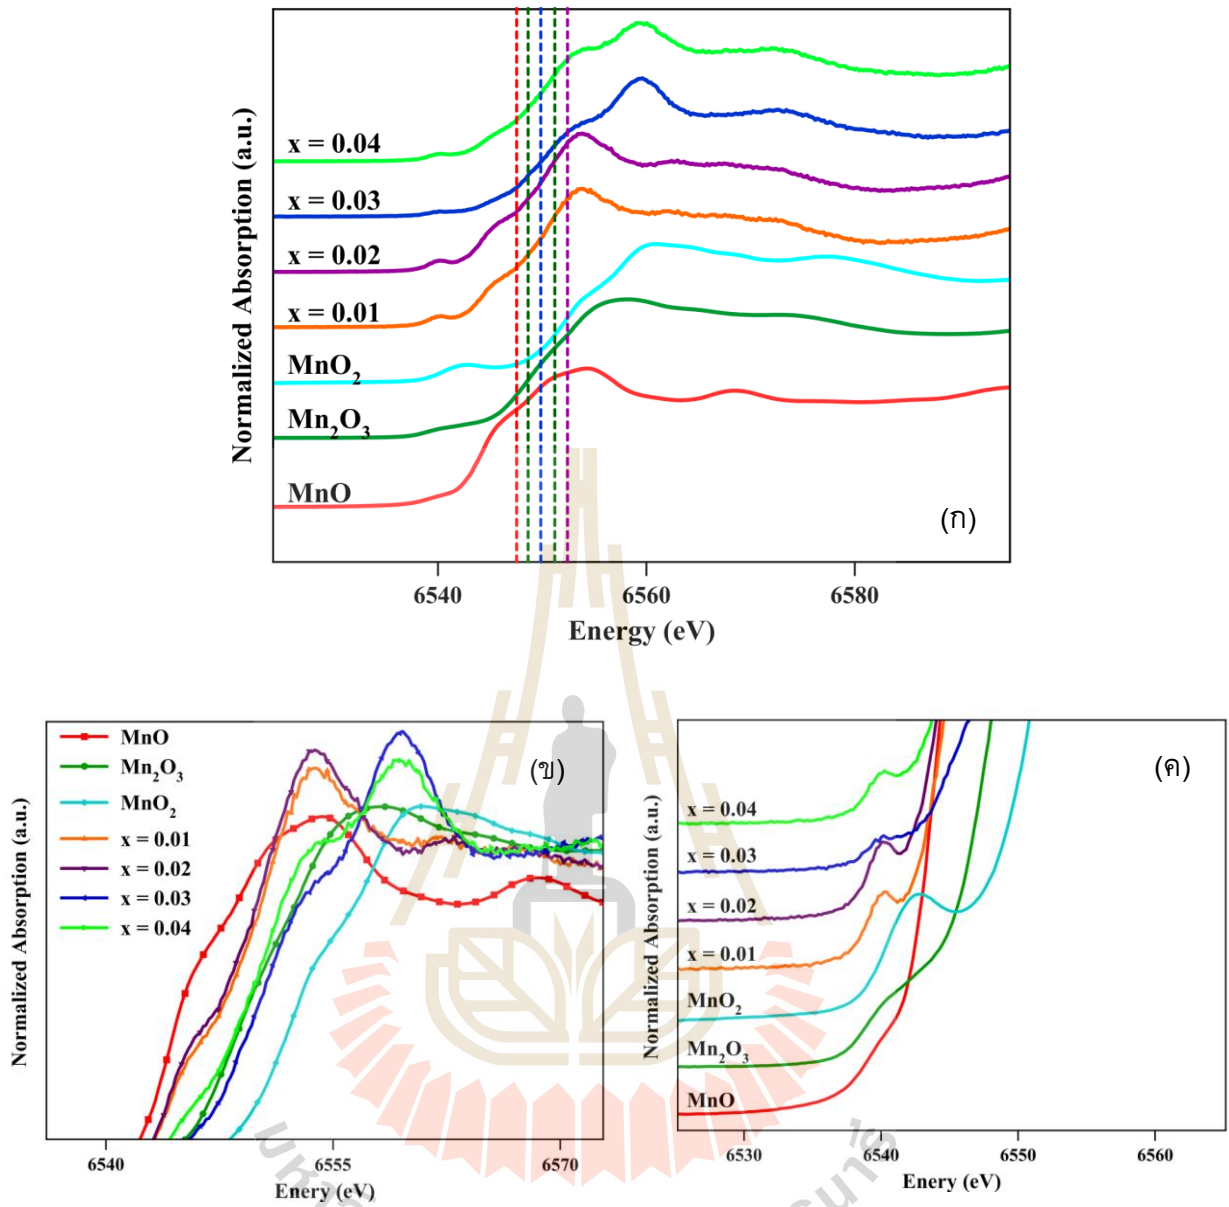 Normalized Absorption (a.u.)
x = 0.04
x = 0.03
x = 0.02
x = 0.01
MnO₂
Mn₂O₃
MnO
(ก)
6540 6560 6580
Energy (eV)
Normalized Absorption (a.u.)
MnO
Mn₂O₃
MnO₂
x = 0.01
x = 0.02
x = 0.03
x = 0.04
(ข)
6540 6555 6570
Enery (eV)
Normalized Absorption (a.u.)
x = 0.04
x = 0.03
x = 0.02
x = 0.01
MnO₂
Mn₂O₃
MnO
(ค)
6530 6540 6550 6560
Enery (eV)